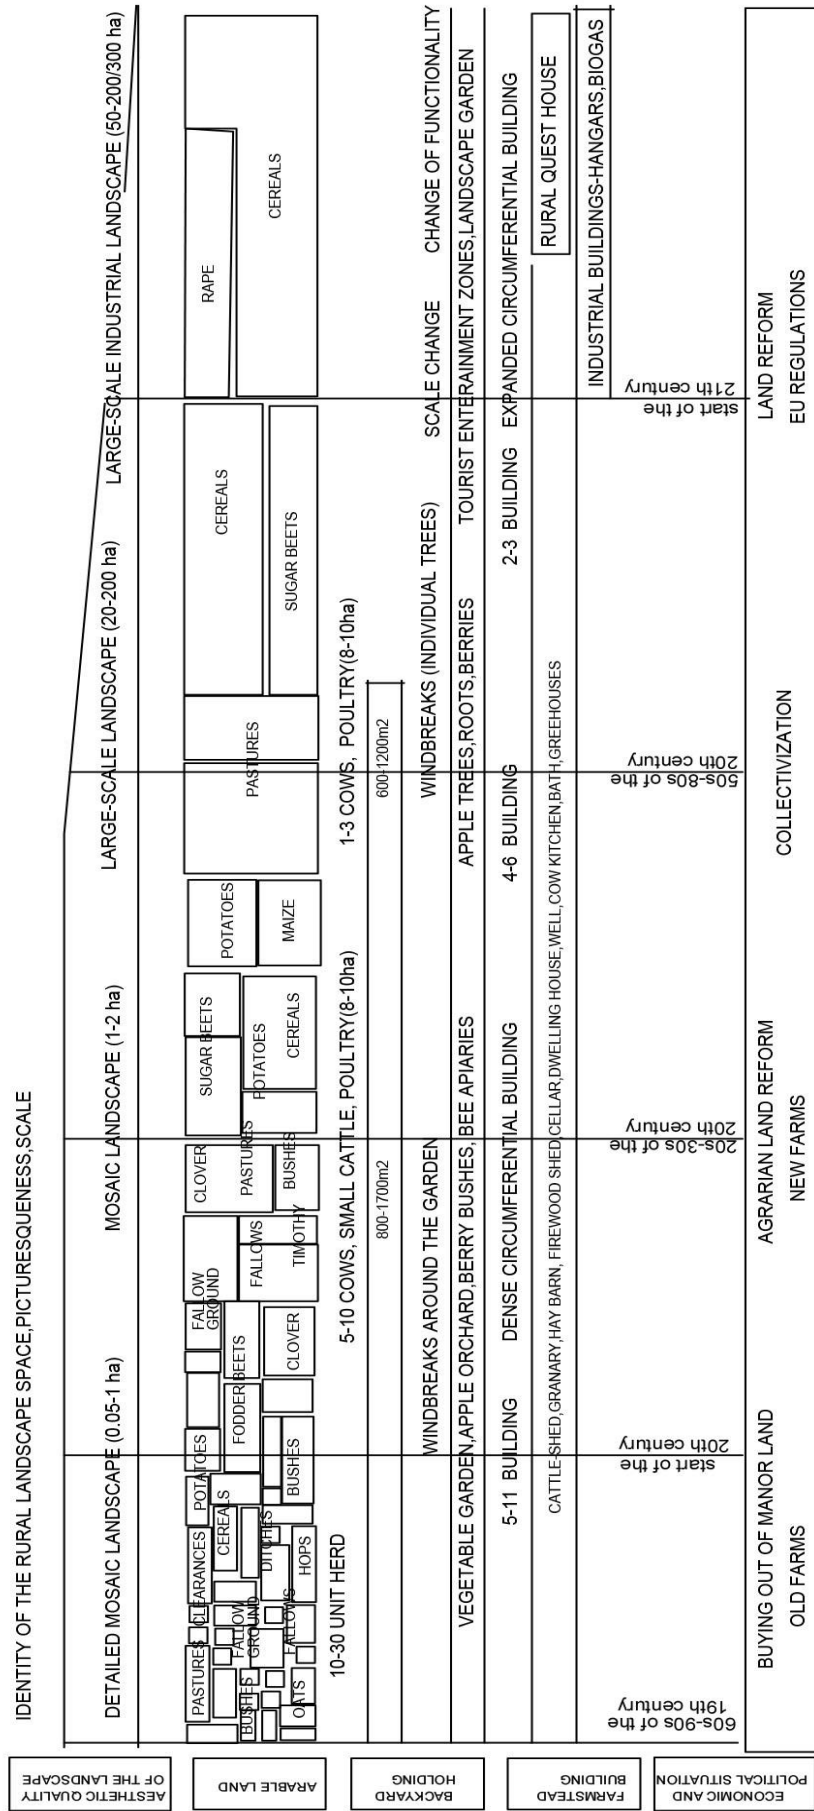 IDENTITY OF THE RURAL LANDSCAPE SPACE,PICTURESQUENESS,SCALE
AESTHETIC QUALITY
OF THE LANDSCAPE
DETAILED MOSAIC LANDSCAPE (0.05-1 ha)
MOSAIC LANDSCAPE (1-2 ha)
LARGE-SCALE LANDSCAPE (20-200 ha)
LARGE-SCALE INDUSTRIAL LANDSCAPE (50-200/300 ha)
ARABLE LAND
PASTURES
CLEARANCES
POTATOES
FALLOW
GROUND
CLOVER
SUGAR BEETS
POTATOES
PASTURES
CEREALS
RAPE
BUSHES
FALLOW
GROUND
CEREALS
FODDER BEETS
FALLOWS
PASTURES
POTATOES
MAIZE
SUGAR BEETS
CEREALS
OATS
FALLOWS
DITCHES
HOPS
BUSHES
CLOVER
TIMOTHY
BUSHES
CEREALS
10-30 UNIT HERD
5-10 COWS, SMALL CATTLE, POULTRY(8-10ha)
1-3 COWS, POULTRY(8-10ha)
BACKYARD
HOLDING
800-1700m2
600-1200m2
WINDBREAKS AROUND THE GARDEN
WINDBREAKS (INDIVIDUAL TREES)
SCALE CHANGE
CHANGE OF FUNCTIONALITY
VEGETABLE GARDEN,APPLE ORCHARD,BERRY BUSHES, BEE APIARIES
APPLE TREES,ROOTS,BERRIES
TOURIST ENTERAINMENT ZONES,LANDSCAPE GARDEN
FARMSTEAD
BUILDING
5-11 BUILDING
DENSE CIRCUMFERENTIAL BUILDING
4-6 BUILDING
2-3 BUILDING
EXPANDED CIRCUMFERENTIAL BUILDING
CATTLE-SHED,GRANARY,HAY BARN, FIREWOOD SHED,CELLAR,DWELLING HOUSE,WELL,COW KITCHEN,BATH,GREEHOUSES
RURAL QUEST HOUSE
INDUSTRIAL BUILDINGS-HANGARS,BIOGAS
60s-90s of the
19th century
start of the
20th century
20s-30s of the
20th century
50s-80s of the
20th century
start of the
21th century
ECONOMIC AND
POLITICAL SITUATION
BUYING OUT OF MANOR LAND
OLD FARMS
AGRARIAN LAND REFORM
NEW FARMS
COLLECTIVIZATION
LAND REFORM
EU REGULATIONS